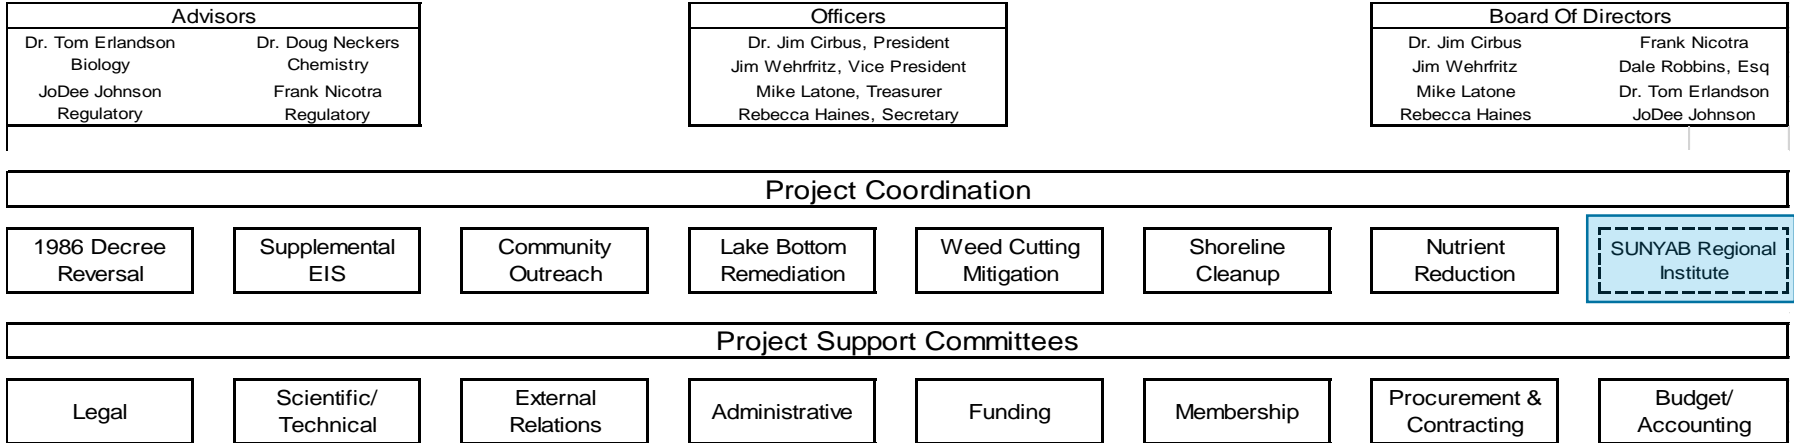 Advisors
Dr. Tom Erlandson
Biology
Dr. Doug Neckers
Chemistry
JoDee Johnson
Regulatory
Frank Nicotra
Regulatory
Officers
Dr. Jim Cirbus, President
Jim Wehrfritz, Vice President
Mike Latone, Treasurer
Rebecca Haines, Secretary
Board Of Directors
Dr. Jim Cirbus
Jim Wehrfritz
Mike Latone
Rebecca Haines
Frank Nicotra
Dale Robbins, Esq
Dr. Tom Erlandson
JoDee Johnson
Project Coordination
1986 Decree
Reversal
Supplemental
EIS
Community
Outreach
Lake Bottom
Remediation
Weed Cutting
Mitigation
Shoreline
Cleanup
Nutrient
Reduction
SUNYAB Regional
Institute
Project Support Committees
Legal
Scientific/
Technical
External
Relations
Administrative
Funding
Membership
Procurement &
Contracting
Budget/
Accounting